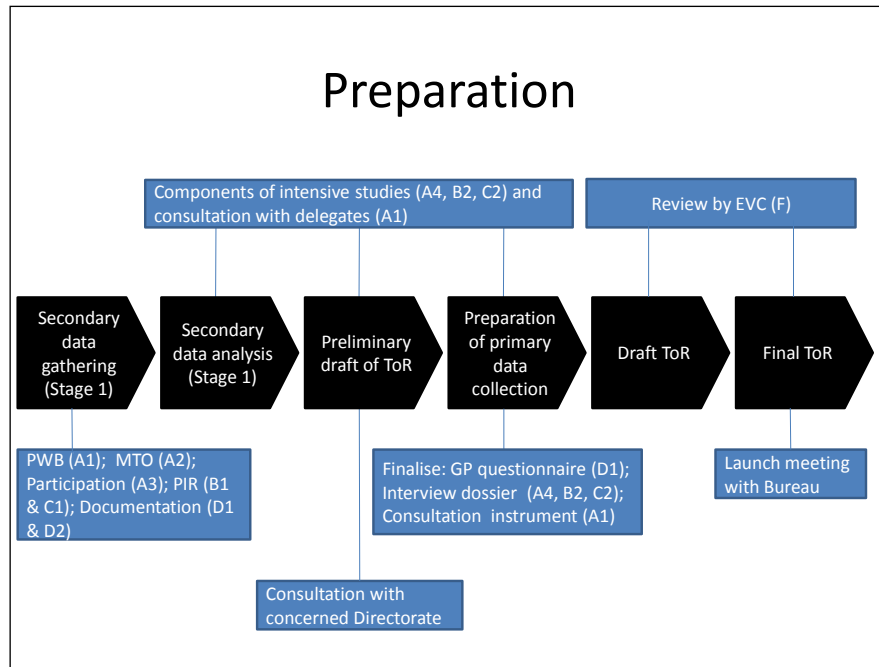 Preparation
Components of intensive studies (A4, B2, C2) and
consultation with delegates (A1)
Review by EVC (F)
Secondary
data
gathering
(Stage 1)
Secondary
data analysis
(Stage 1)
Preliminary
draft of ToR
Preparation
of primary
data
collection
Draft ToR
Final ToR
PWB (A1);  MTO (A2);
Participation (A3); PIR (B1
& C1); Documentation (D1
& D2)
Finalise: GP questionnaire (D1);
Interview dossier  (A4, B2, C2);
Consultation  instrument (A1)
Launch meeting
with Bureau
Consultation with
concerned Directorate